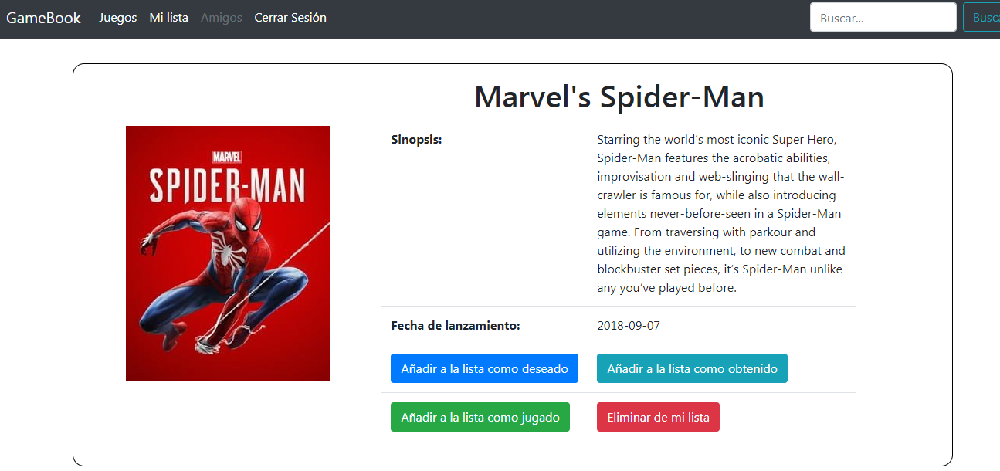 GameBook Juegos Mi lista Amigos Cerrar Sesión Buscar... Busca
Marvel's Spider-Man
MARVEL
SPIDER-MAN
Sinopsis:
Starring the world’s most iconic Super Hero,
Spider-Man features the acrobatic abilities,
improvisation and web-slinging that the wall-
crawler is famous for, while also introducing
elements never-before-seen in a Spider-Man
game. From traversing with parkour and
utilizing the environment, to new combat and
blockbuster set pieces, it’s Spider-Man unlike
any you’ve played before.
Fecha de lanzamiento: 2018-09-07
Añadir a la lista como deseado Añadir a la lista como obtenido
Añadir a la lista como jugado Eliminar de mi lista